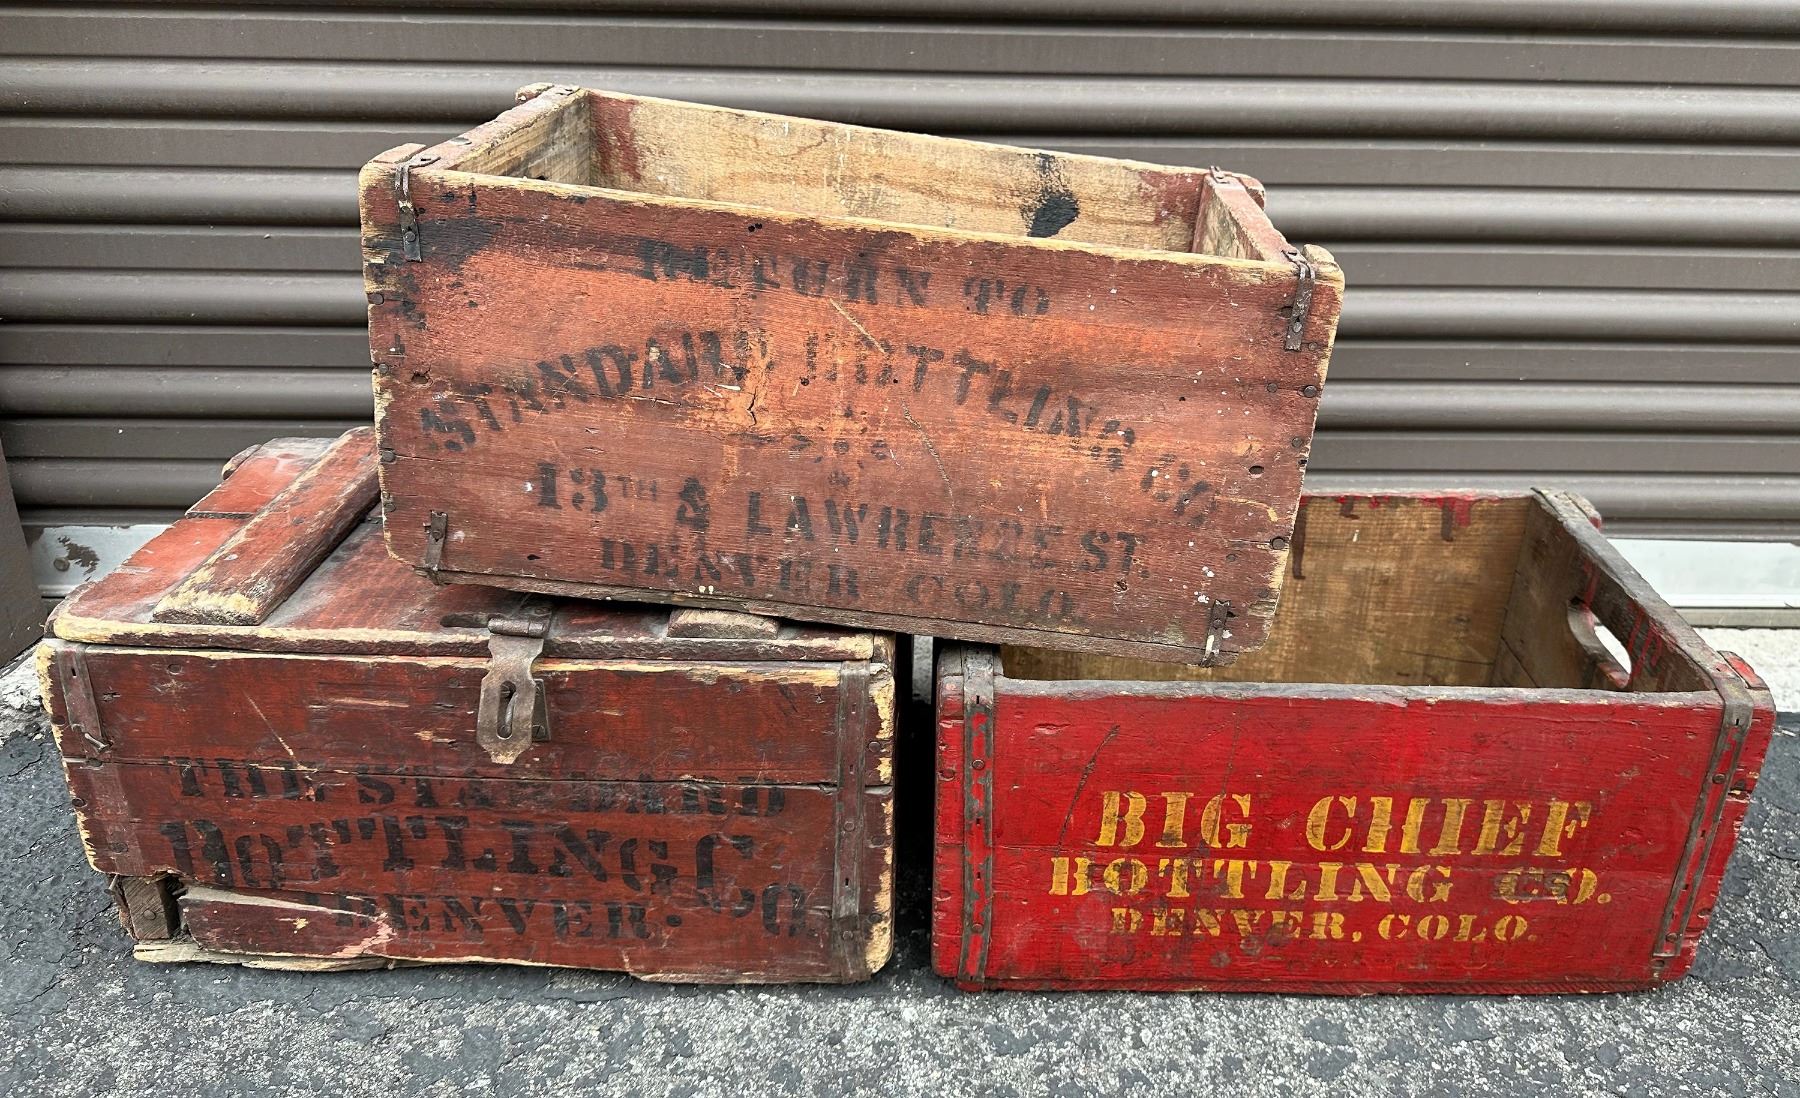 RETURN TO
STANDARD BOTTLING Co
13TH & LAWRENCE ST.
DENVER COLO.
THE STANDARD
BOTTLING Co.
DENVER. Co.
BIG CHIEF
BOTTLING CO.
DENVER, COLO.